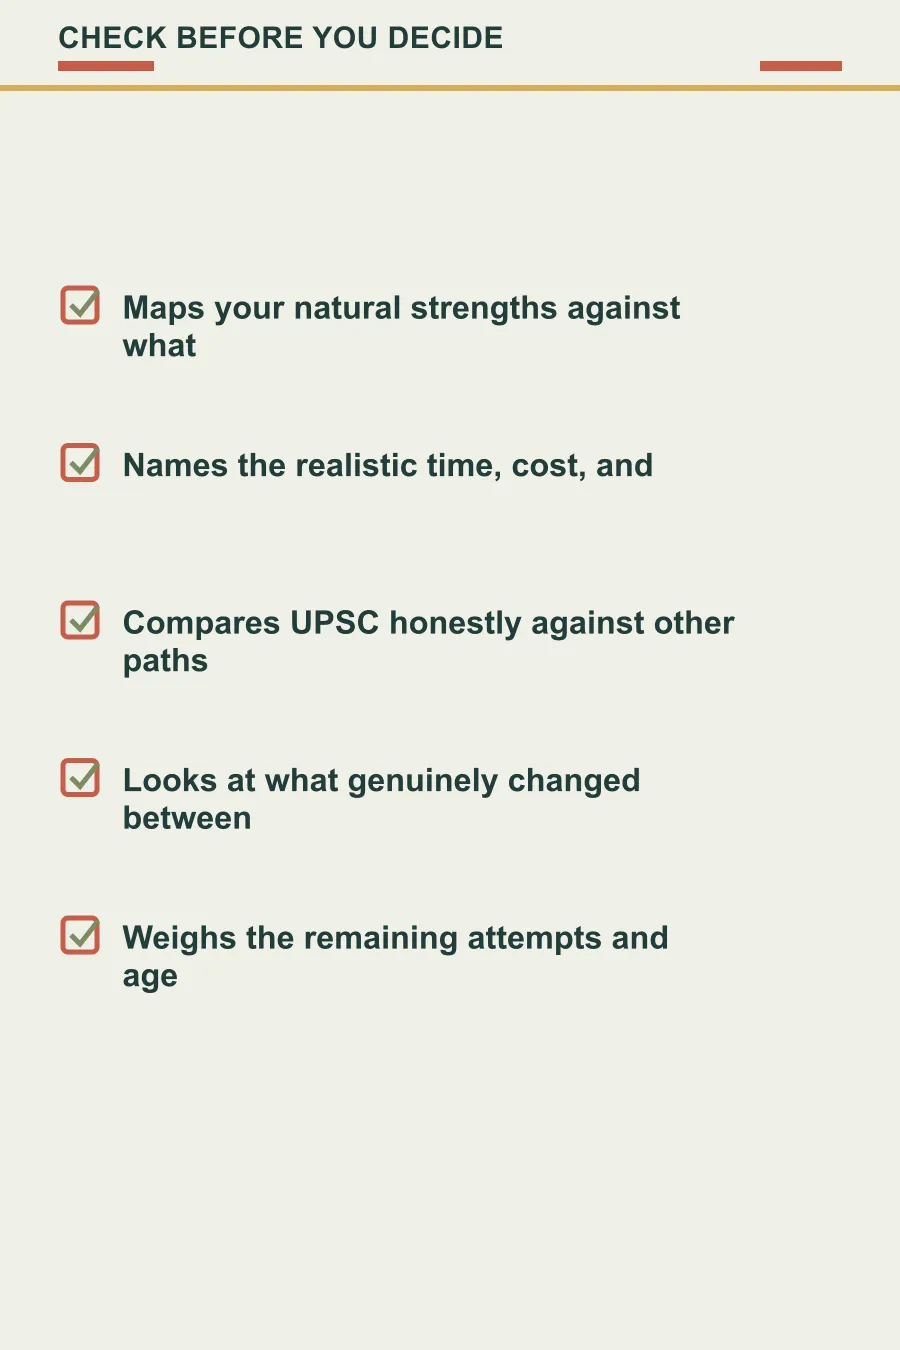 CHECK BEFORE YOU DECIDE
Maps your natural strengths against
what
Names the realistic time, cost, and
Compares UPSC honestly against other
paths
Looks at what genuinely changed
between
Weighs the remaining attempts and
age